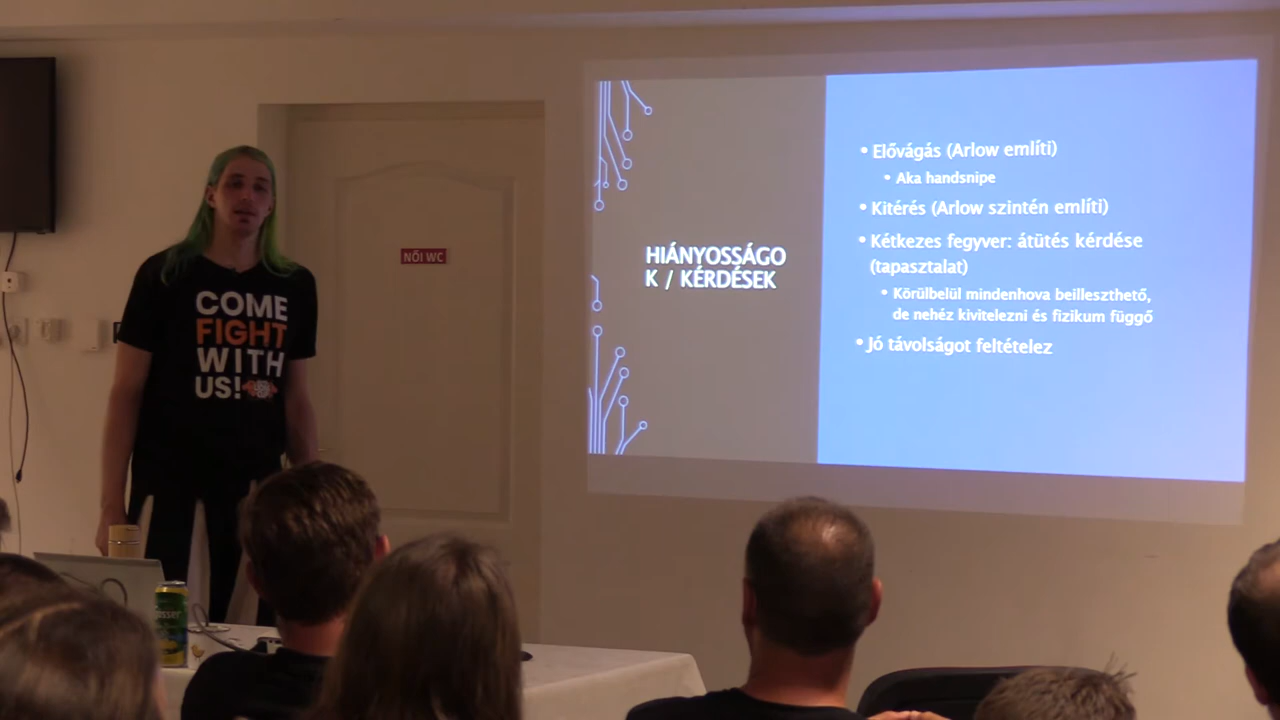 NŐI WC
COME
FIGHT
WITH
US!
HIÁNYOSSÁGO
K / KÉRDÉSEK
• Elővágás (Arlow említi)
• Aka handsnipe
• Kitérés (Arlow szintén említi)
• Kétkezes fegyver: átütés kérdése
(tapasztalat)
• Körülbelül mindenhova beilleszthető,
de nehéz kivitelezni és fizikum függő
• Jó távolságot feltételez